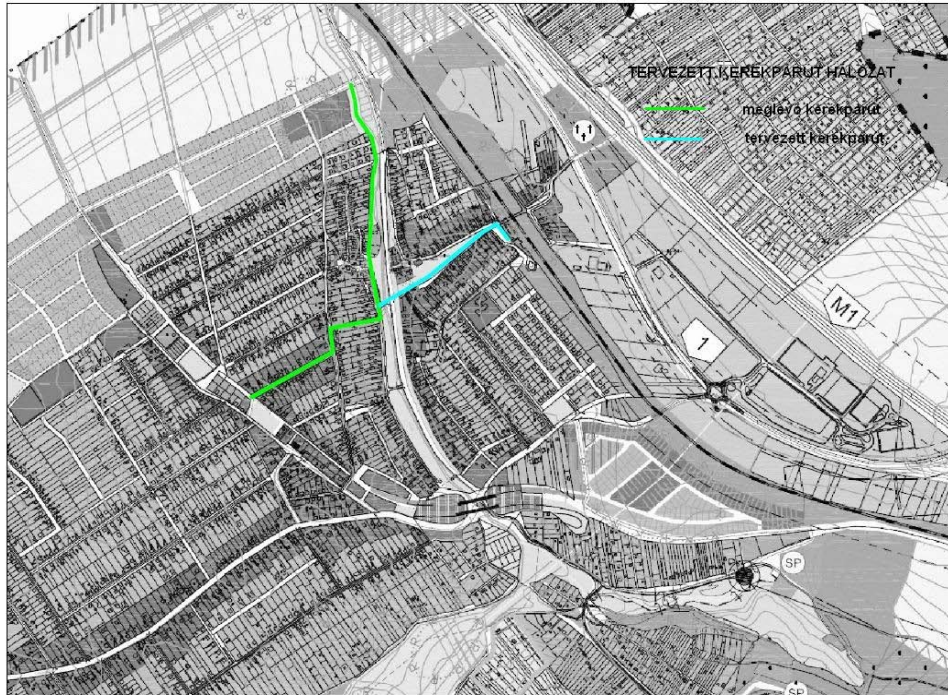 TERVEZETT KERÉKPÁRÚT HÁLÓZAT
meglévő kerékpárút
tervezett kerékpárút
M1
1
SP
SP